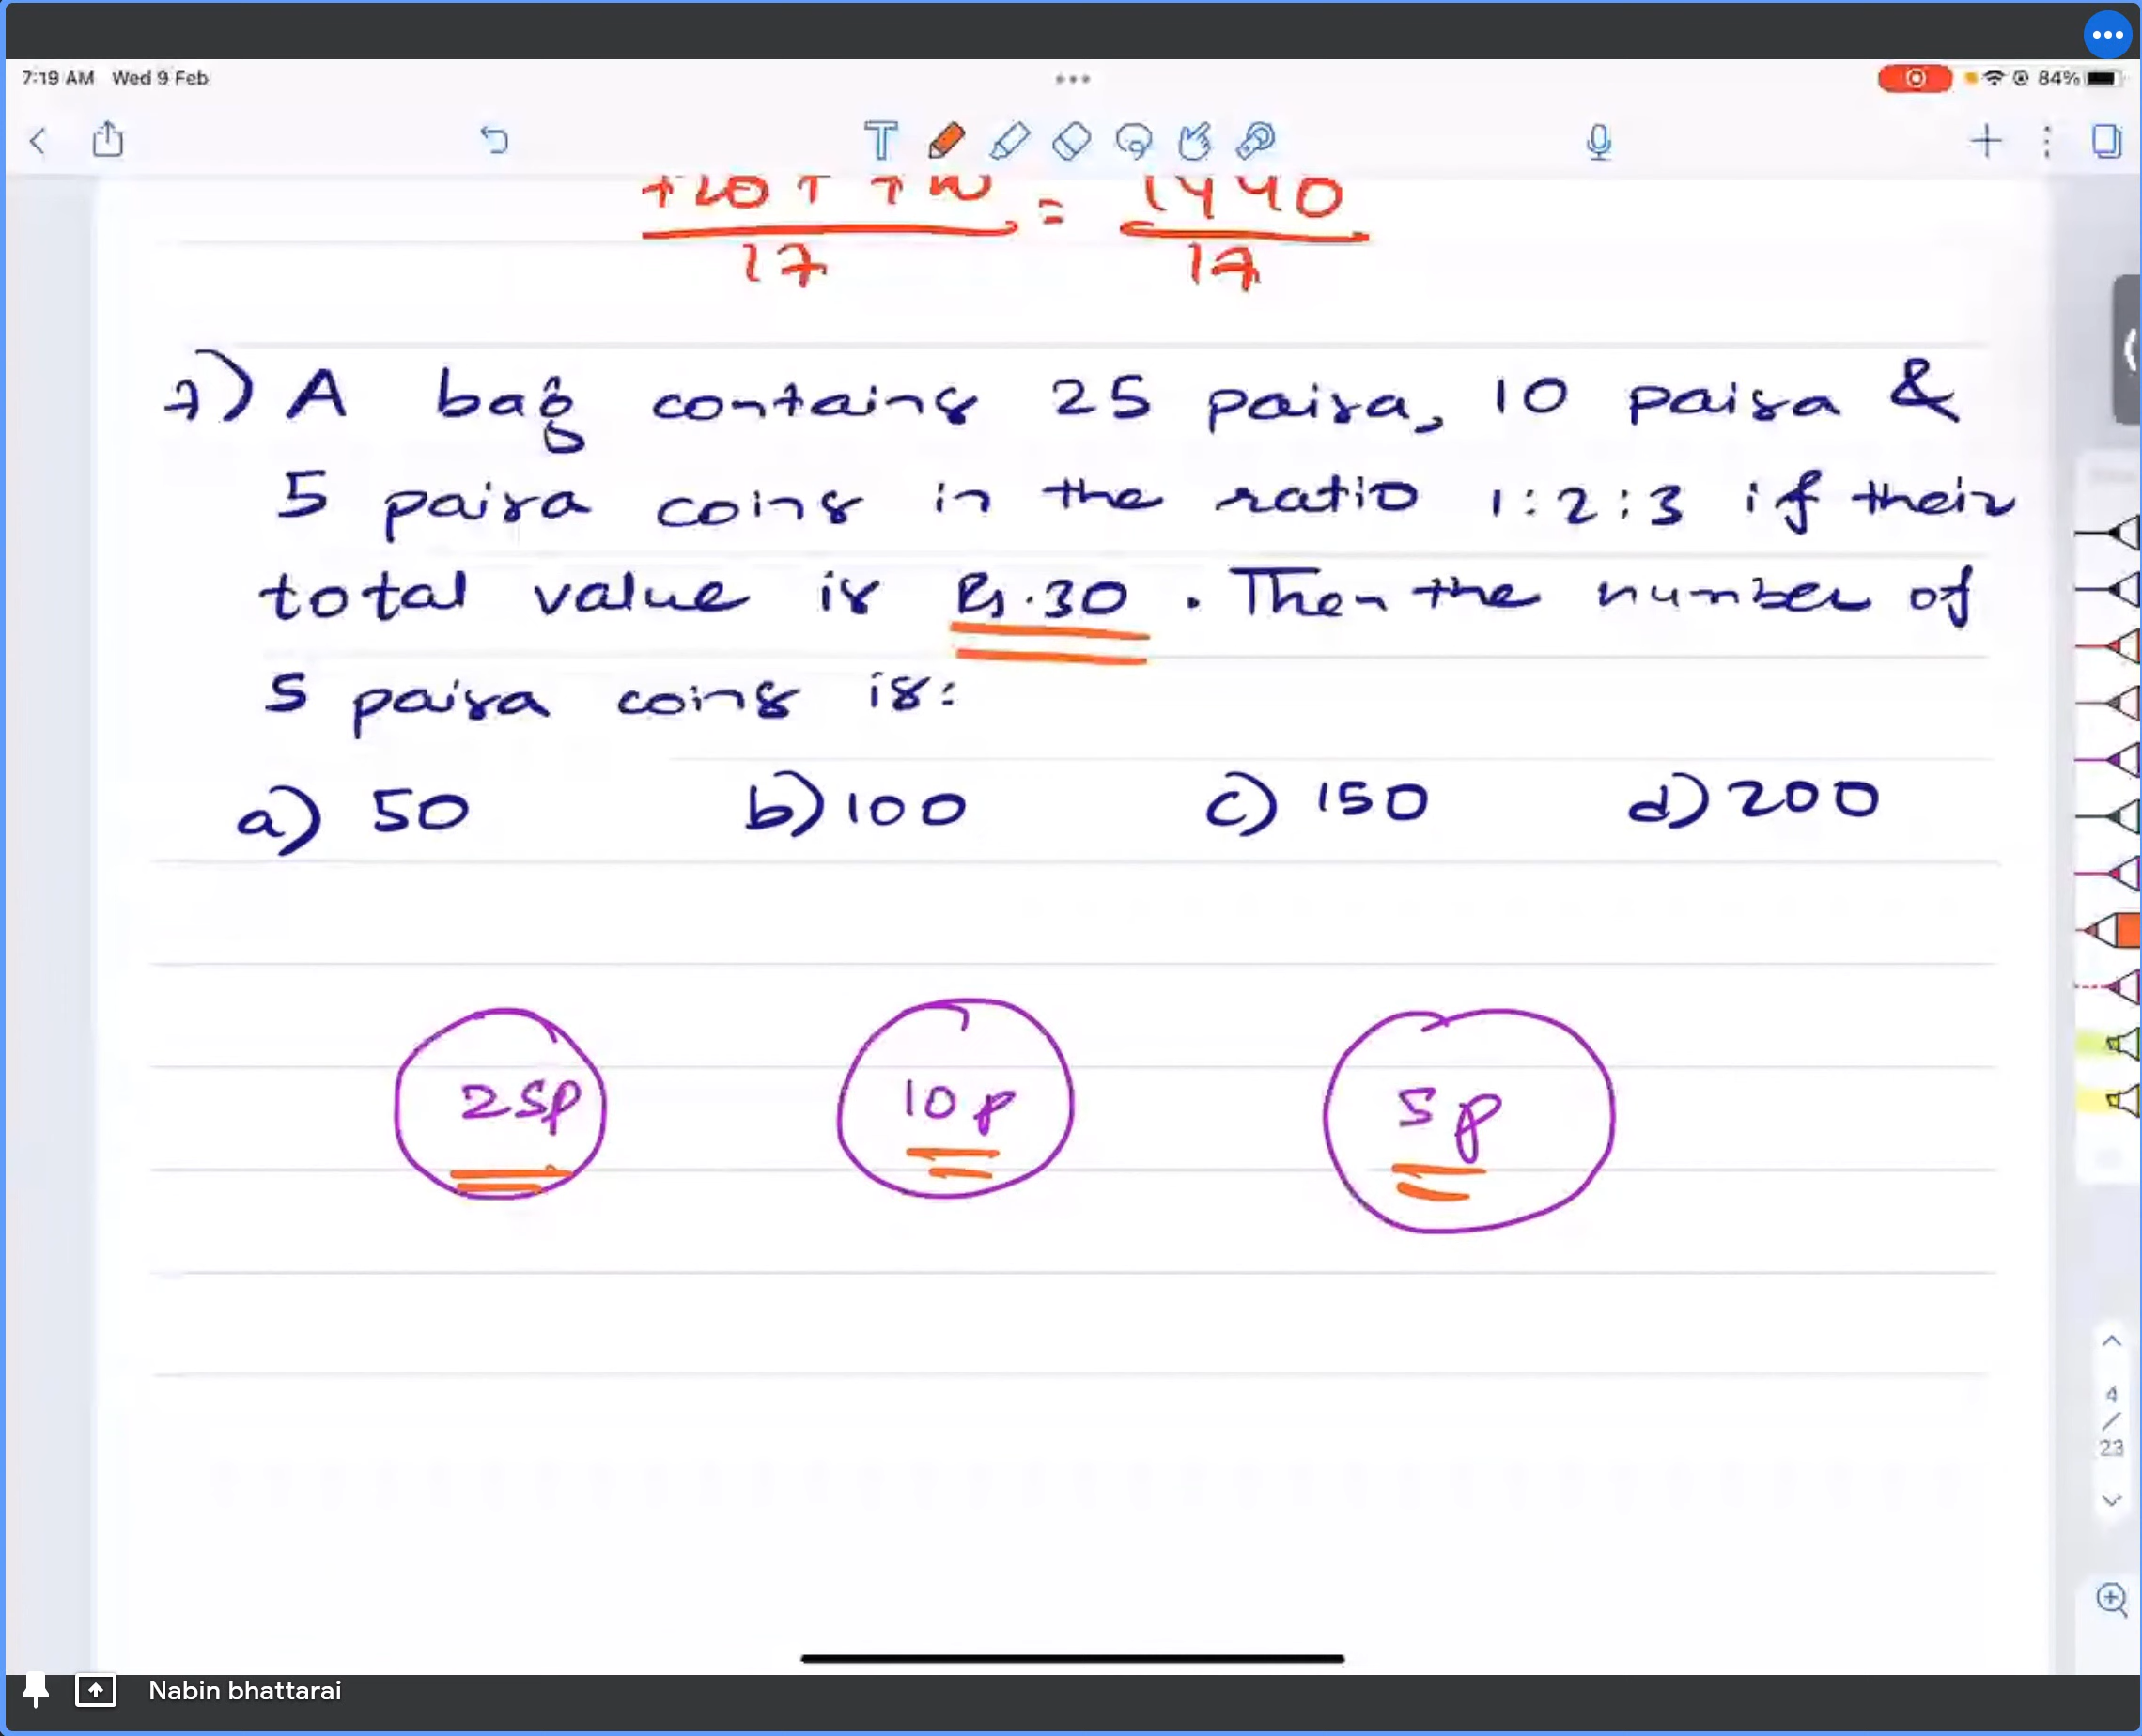 7:19 AM Wed 9 Feb
84%
= 1440
17 17
7) A bag contains 25 paisa, 10 paisa &
5 paisa coins in the ratio 1:2:3 if their
total value is Rs.30. Then the number of
5 paisa coins is:
a) 50 b) 100 c) 150 d) 200
25p 10p 5p
4
/
23
Nabin bhattarai